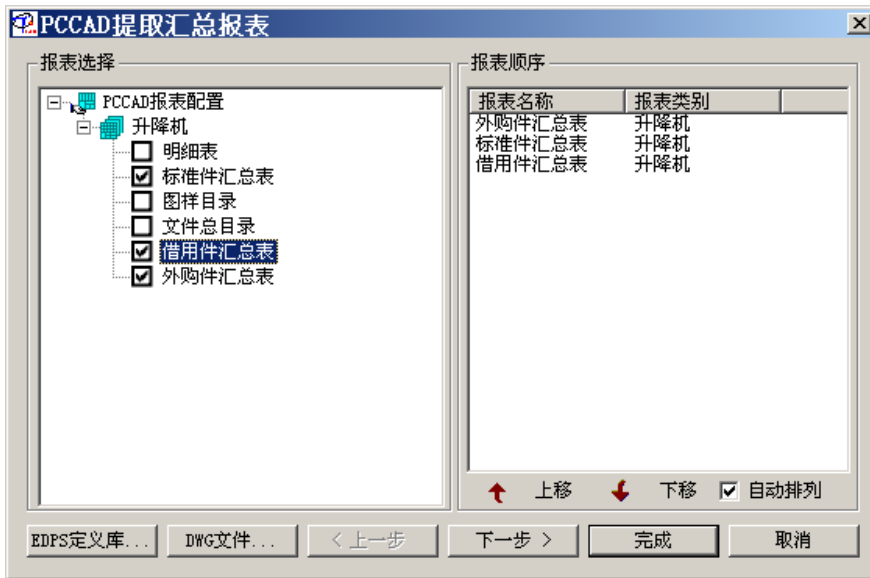 PCCAD提取汇总报表
报表选择
PCCAD报表配置
升降机
明细表
标准件汇总表
图样目录
文件总目录
借用件汇总表
外购件汇总表
报表顺序
报表名称 报表类别
外购件汇总表 升降机
标准件汇总表 升降机
借用件汇总表 升降机
上移 下移 自动排列
EDPS定义库... DWG文件... < 上一步 下一步 > 完成 取消